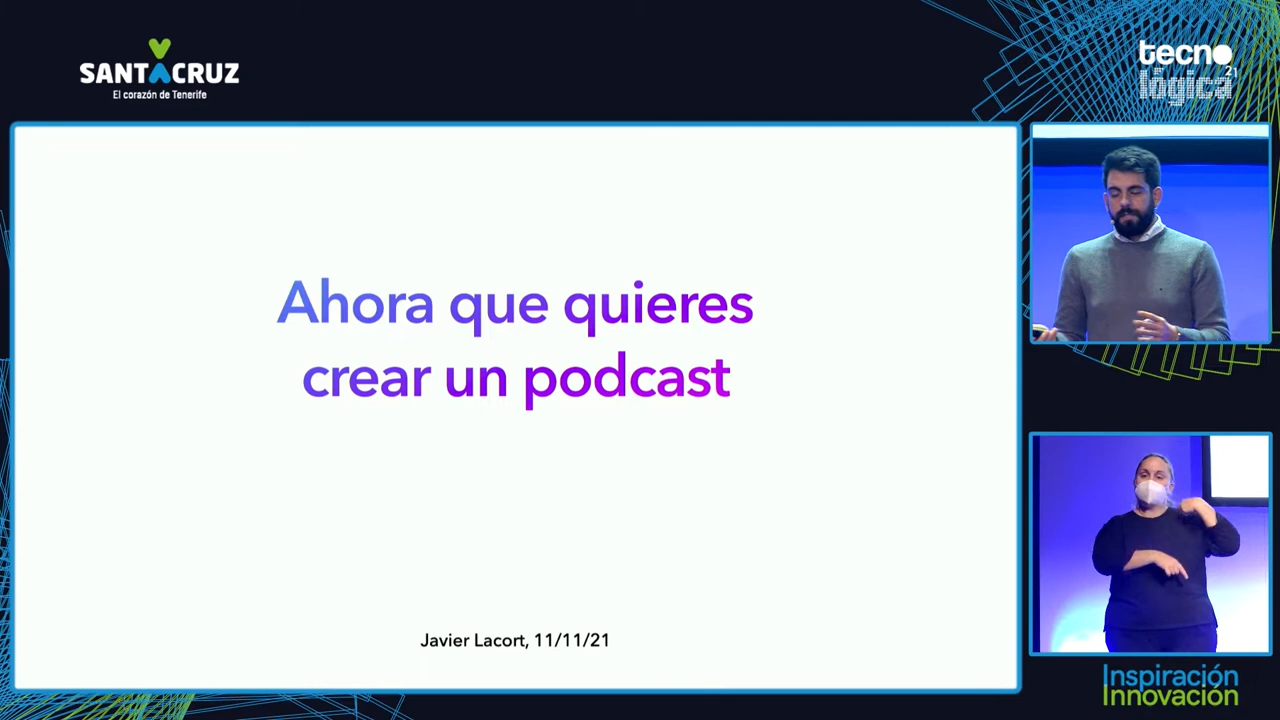 SANTACRUZ
El corazón de Tenerife
tecno
lógica
21
Ahora que quieres
crear un podcast
Javier Lacort, 11/11/21
Inspiración
Innovación